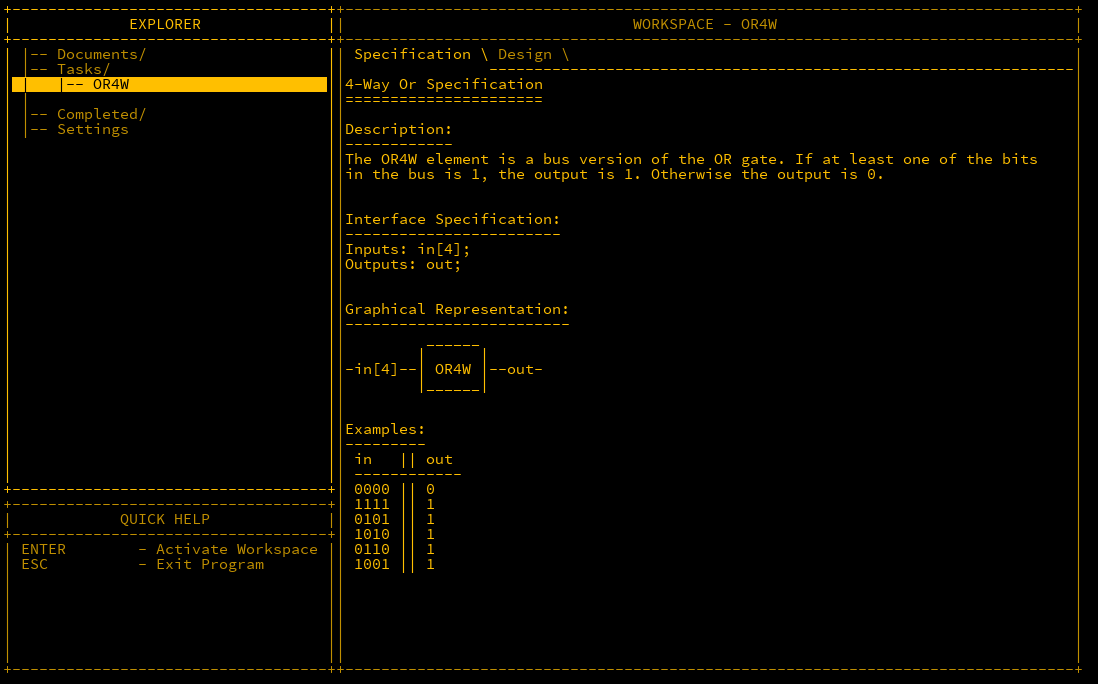 EXPLORER
|-- Documents/
|-- Tasks/
|-- OR4W
|-- Completed/
|-- Settings
QUICK HELP
ENTER - Activate Workspace
ESC - Exit Program
WORKSPACE - OR4W
Specification \ Design \
4-Way Or Specification
======================
Description:
------------
The OR4W element is a bus version of the OR gate. If at least one of the bits
in the bus is 1, the output is 1. Otherwise the output is 0.
Interface Specification:
------------------------
Inputs: in[4];
Outputs: out;
Graphical Representation:
-------------------------
-in[4]--| OR4W |--out-
Examples:
---------
in || out
------------
0000 || 0
1111 || 1
0101 || 1
1010 || 1
0110 || 1
1001 || 1